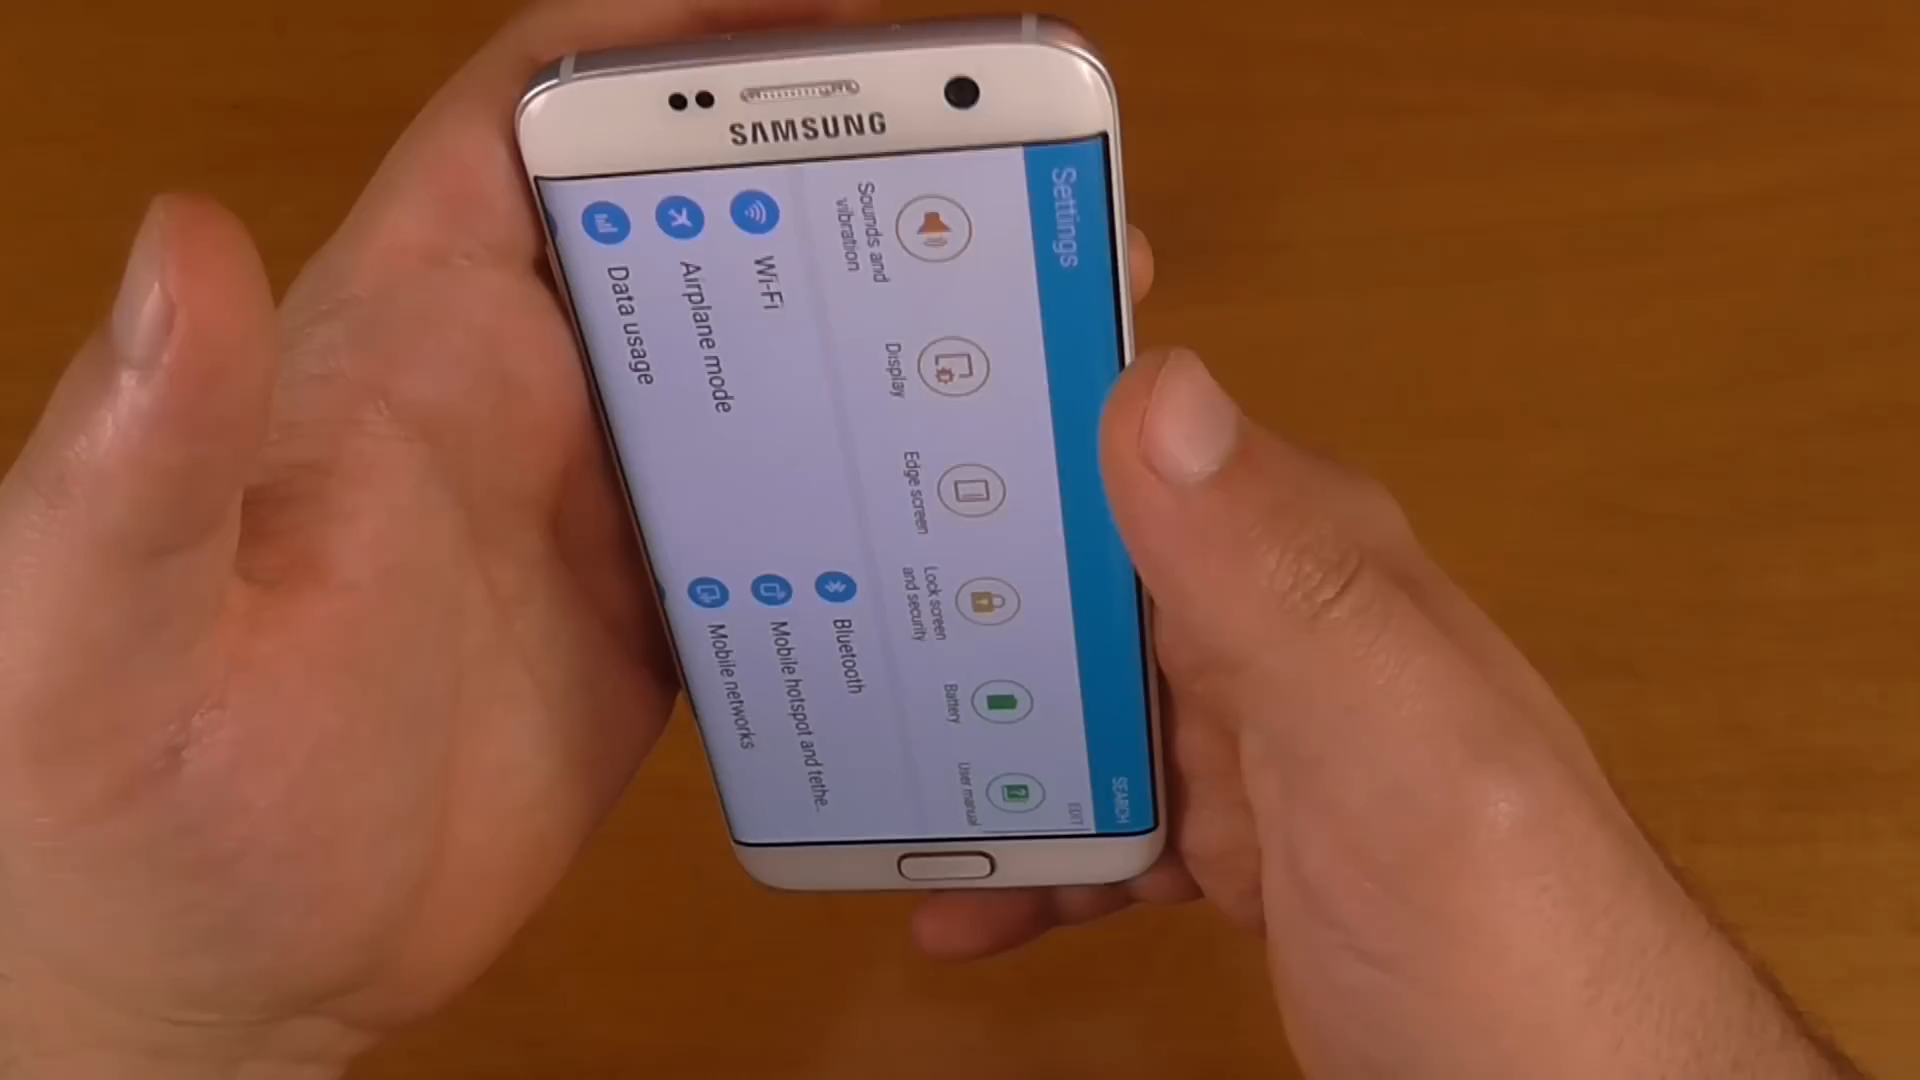 SAMSUNG
Settings
SEARCH
EDIT
Sounds and
vibration
Display
Edge screen
Lock screen
and security
Battery
User manual
Wi-Fi
Bluetooth
Airplane mode
Mobile hotspot and tethe..
Data usage
Mobile networks